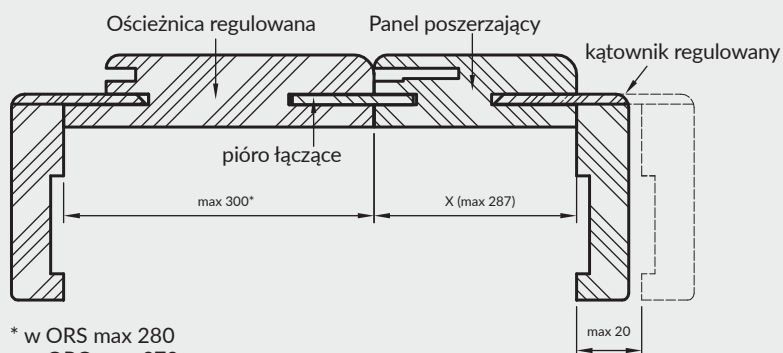 Ościeżnica regulowana
Panel poszerzający
kątownik regulowany
pióro łączące
max 300*
X (max 287)
max 20
* w ORS max 280